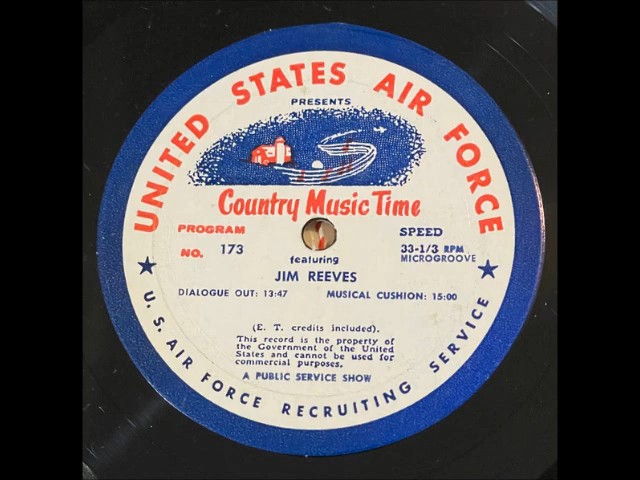 UNITED STATES AIR FORCE
PRESENTS
Country Music Time
PROGRAM
NO. 173
SPEED
33-1/3 RPM
MICROGROOVE
featuring
JIM REEVES
DIALOGUE OUT: 13:47 MUSICAL CUSHION: 15:00
(E. T. credits included).
This record is the property of
the Government of the United
States and cannot be used for
commercial purposes.
A PUBLIC SERVICE SHOW
U. S. AIR FORCE RECRUITING SERVICE